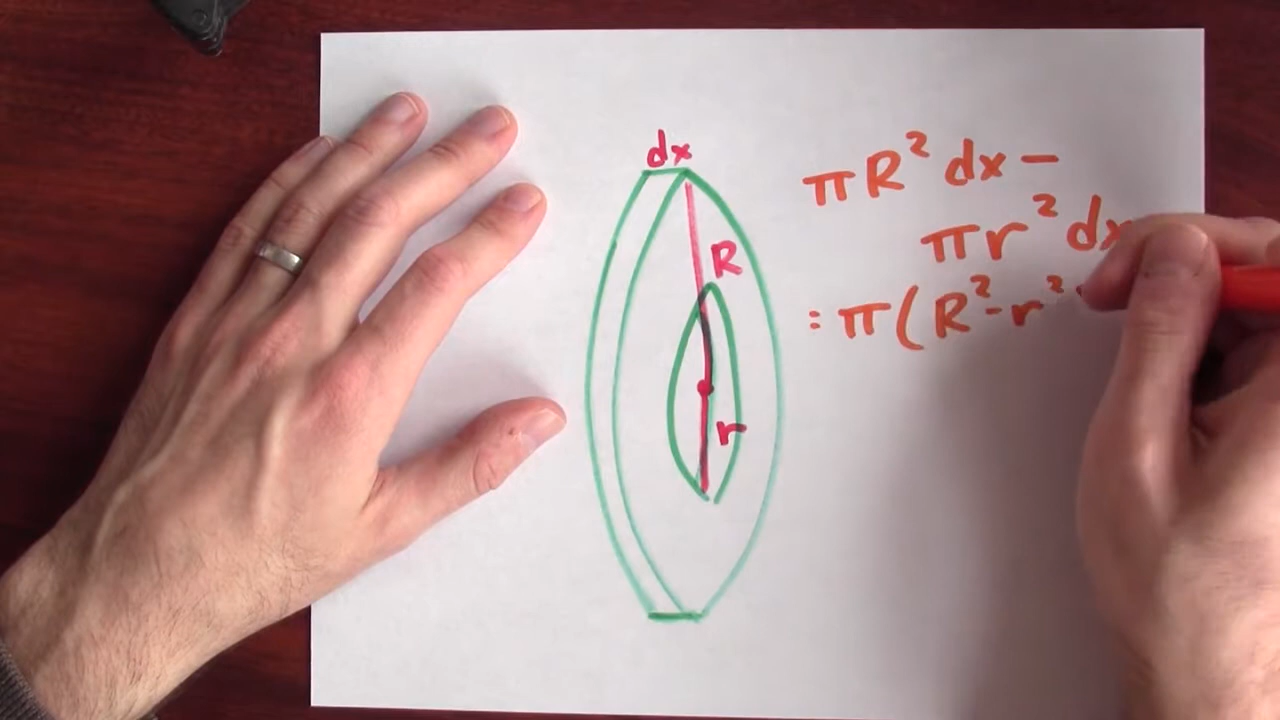 dx
R
r
πR² dx −
πr² dx
= π(R² - r²